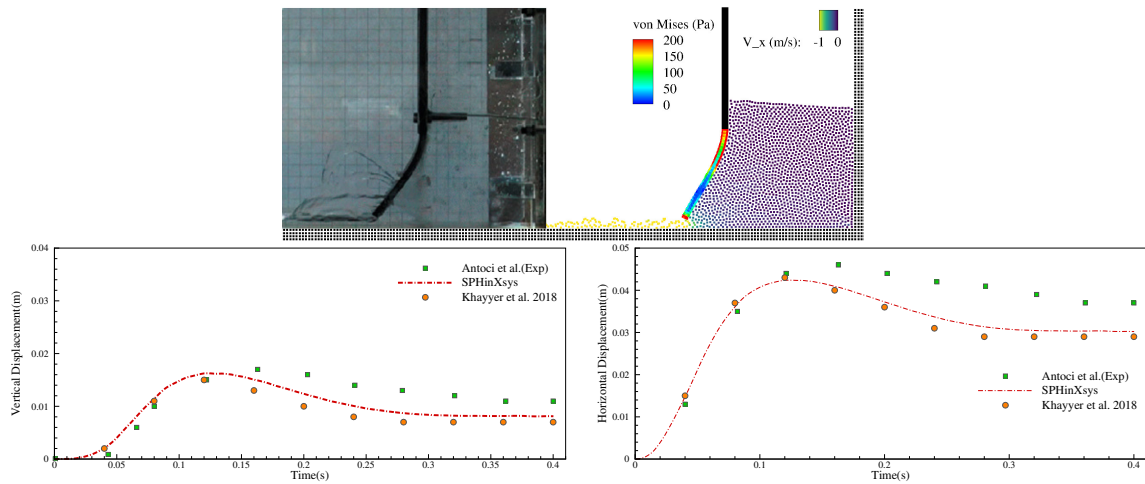 von Mises (Pa)
200
150
100
50
0
V_x (m/s):
-1 0
Vertical Displacement(m)
0.04
0.03
0.02
0.01
0
Antoci et al.(Exp)
SPHinXsys
Khayyer et al. 2018
0 0.05 0.1 0.15 0.2 0.25 0.3 0.35 0.4
Time(s)
Horizontal Displacement(m)
0.05
0.04
0.03
0.02
0.01
0.00
Antoci et al.(Exp)
SPHinXsys
Khayyer et al. 2018
0 0.1 0.2 0.3 0.4
Time(s)